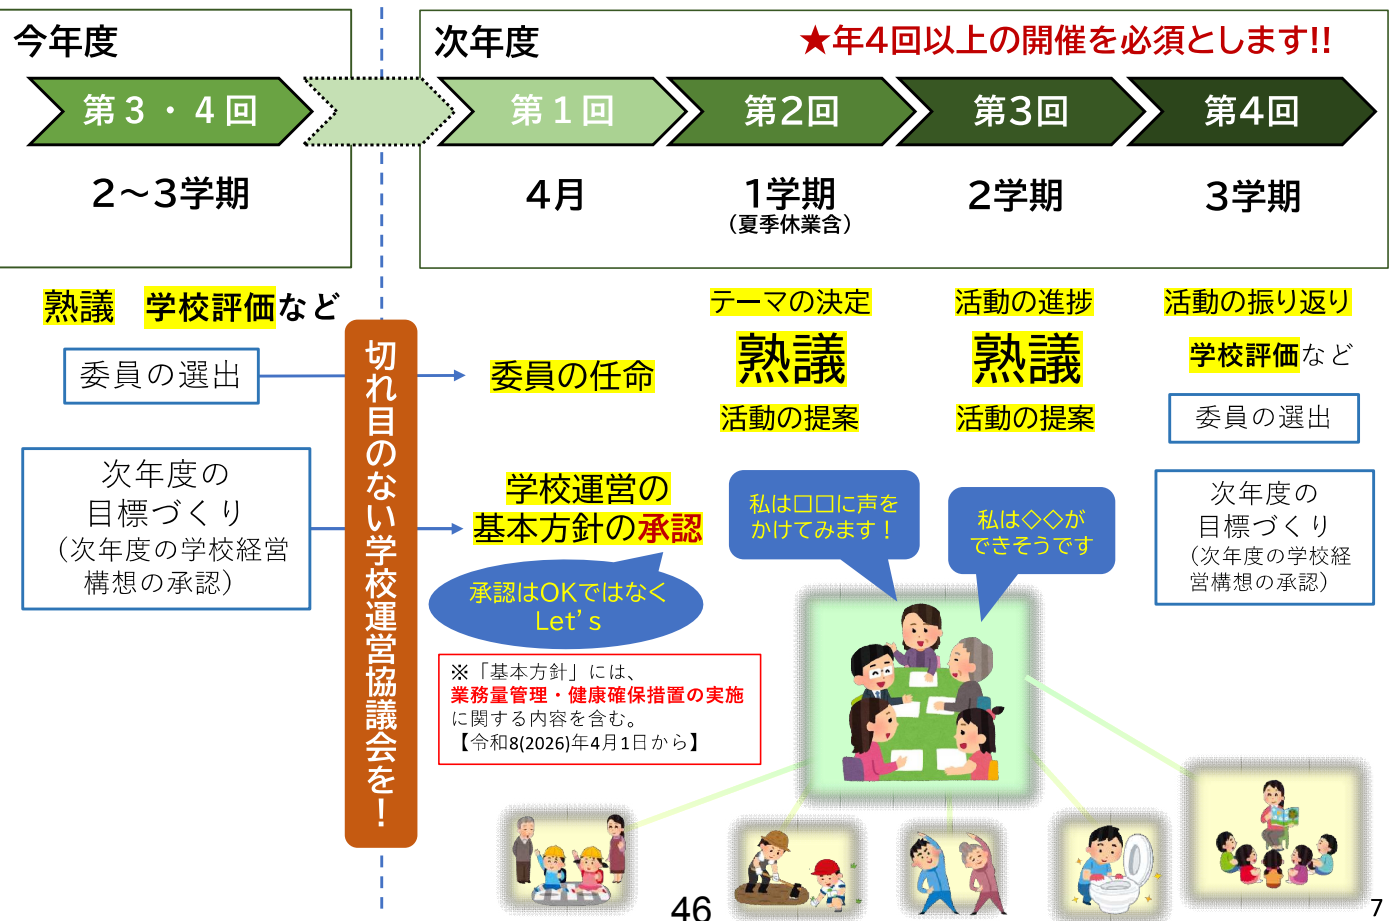 今年度
次年度
★年4回以上の開催を必須とします!!
第３・４回
第１回
第2回
第3回
第4回
2～3学期
4月
1学期
（夏季休業含）
2学期
3学期
熟議 学校評価など
委員の選出
次年度の
目標づくり
（次年度の学校経営
構想の承認）
切れ目のない学校運営協議会を！
委員の任命
学校運営の
基本方針の承認
承認はOKではなく
Let’s
※「基本方針」には、
業務量管理・健康確保措置の実施
に関する内容を含む。
【令和8(2026)年4月1日から】
テーマの決定
熟議
活動の提案
活動の進捗
熟議
活動の提案
活動の振り返り
学校評価など
委員の選出
次年度の
目標づくり
（次年度の学校経
営構想の承認）
私は□□に声を
かけてみます！
私は◇◇が
できそうです
46
7